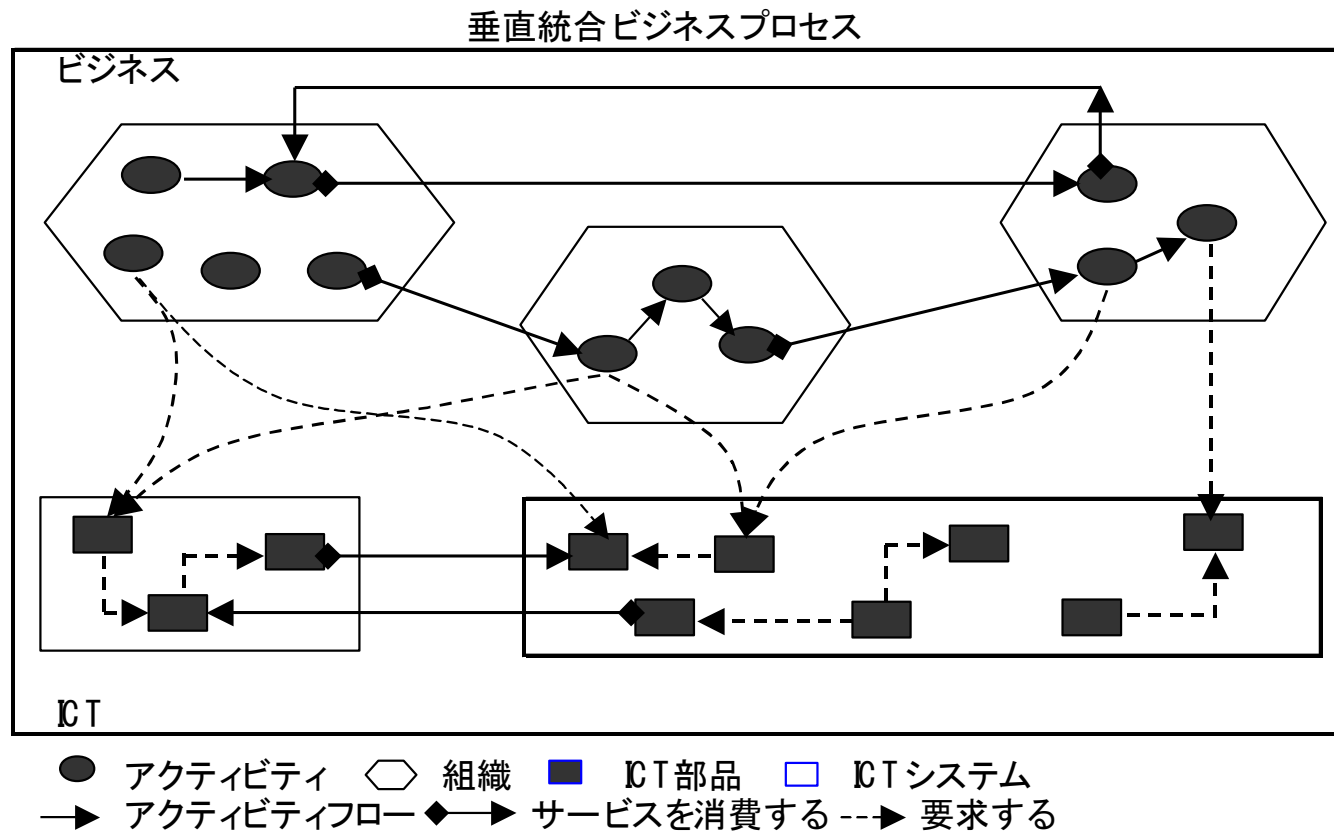 垂直統合ビジネスプロセス
ビジネス
ICT
アクティビティ 組織 ICT部品 ICTシステム
アクティビティフロー サービスを消費する 要求する